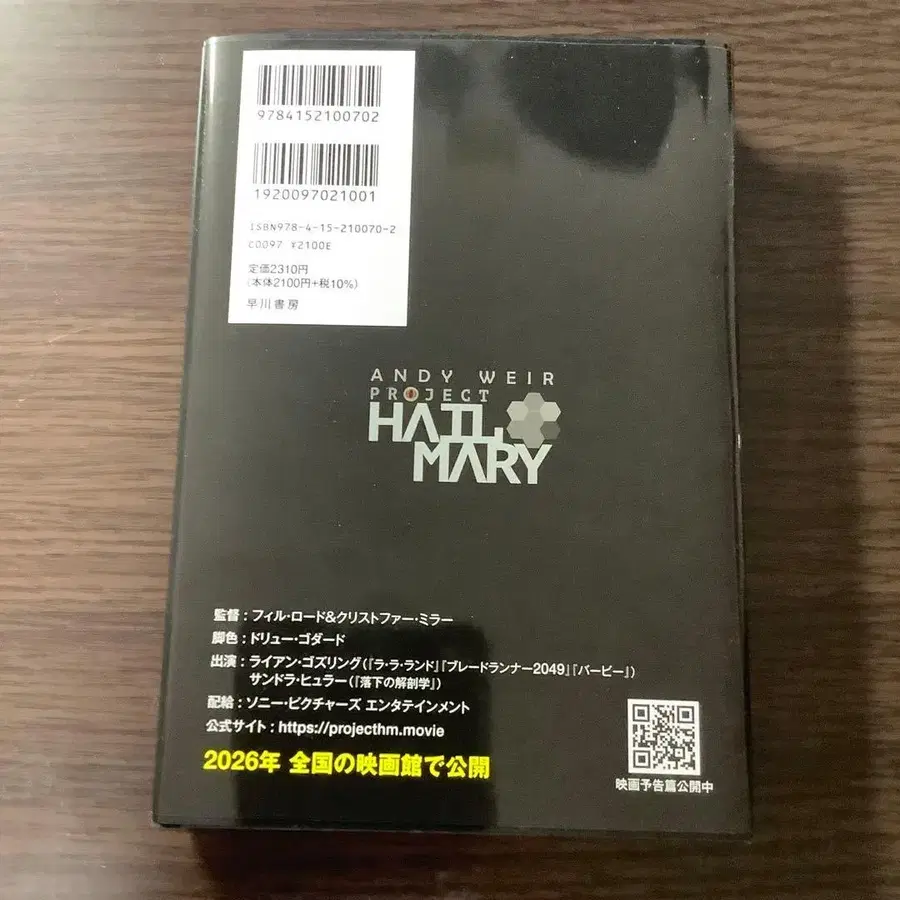 9784152100702
1920097021001
ISBN978-4-15-210070-2
C0097 ¥2100E
定価2310円
(本体2100円+税10%)
早川書房
ANDY WEIR
PROJECT
HAIL
MARY
監督:フィル・ロード&クリストファー・ミラー
脚色:ドリュー・ゴダード
出演:ライアン・ゴズリング(『ラ・ラ・ランド』『ブレードランナー2049』『バービー』)
サンドラ・ヒュラー(『落下の解剖学』)
配給:ソニー・ピクチャーズ エンタテインメント
公式サイト:https://projecthm.movie
2026年 全国の映画館で公開
映画予告篇公開中